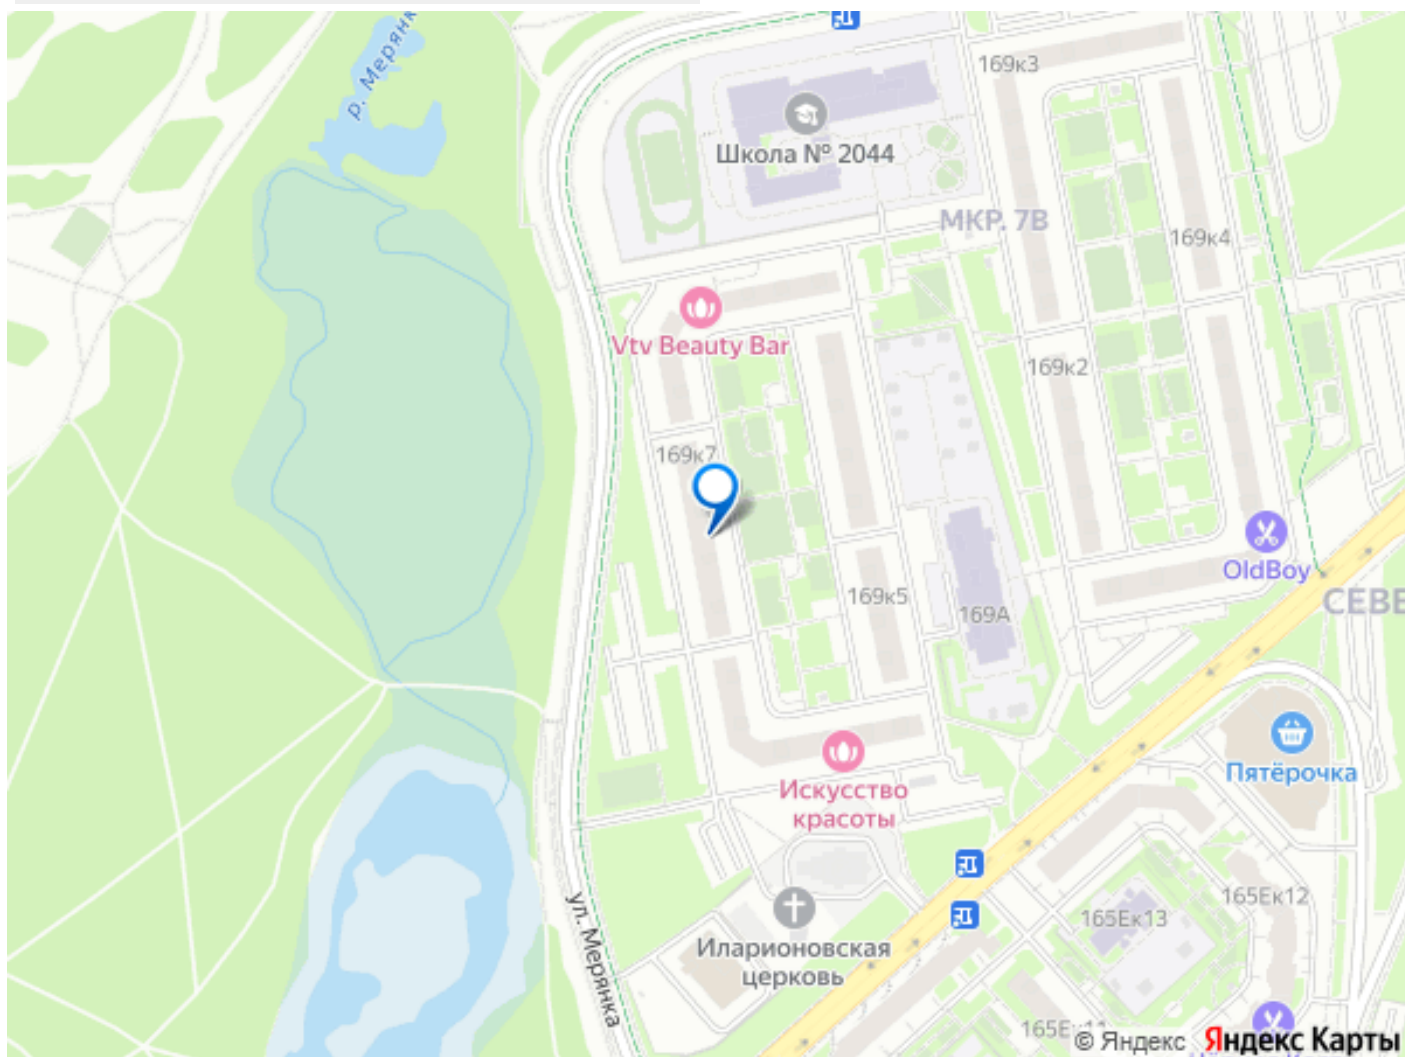 р. Мерянк
169к3
Школа № 2044
МКР. 7В
169к4
Vtv Beauty Bar
169к2
169к7
OldBoy
СЕВЕ
169к5
169А
Пятёрочка
Искусство
красоты
165Ек12
165Ек13
ул. Мерянка
Иларионовская
церковь
© Яндекс Яндекс Карты